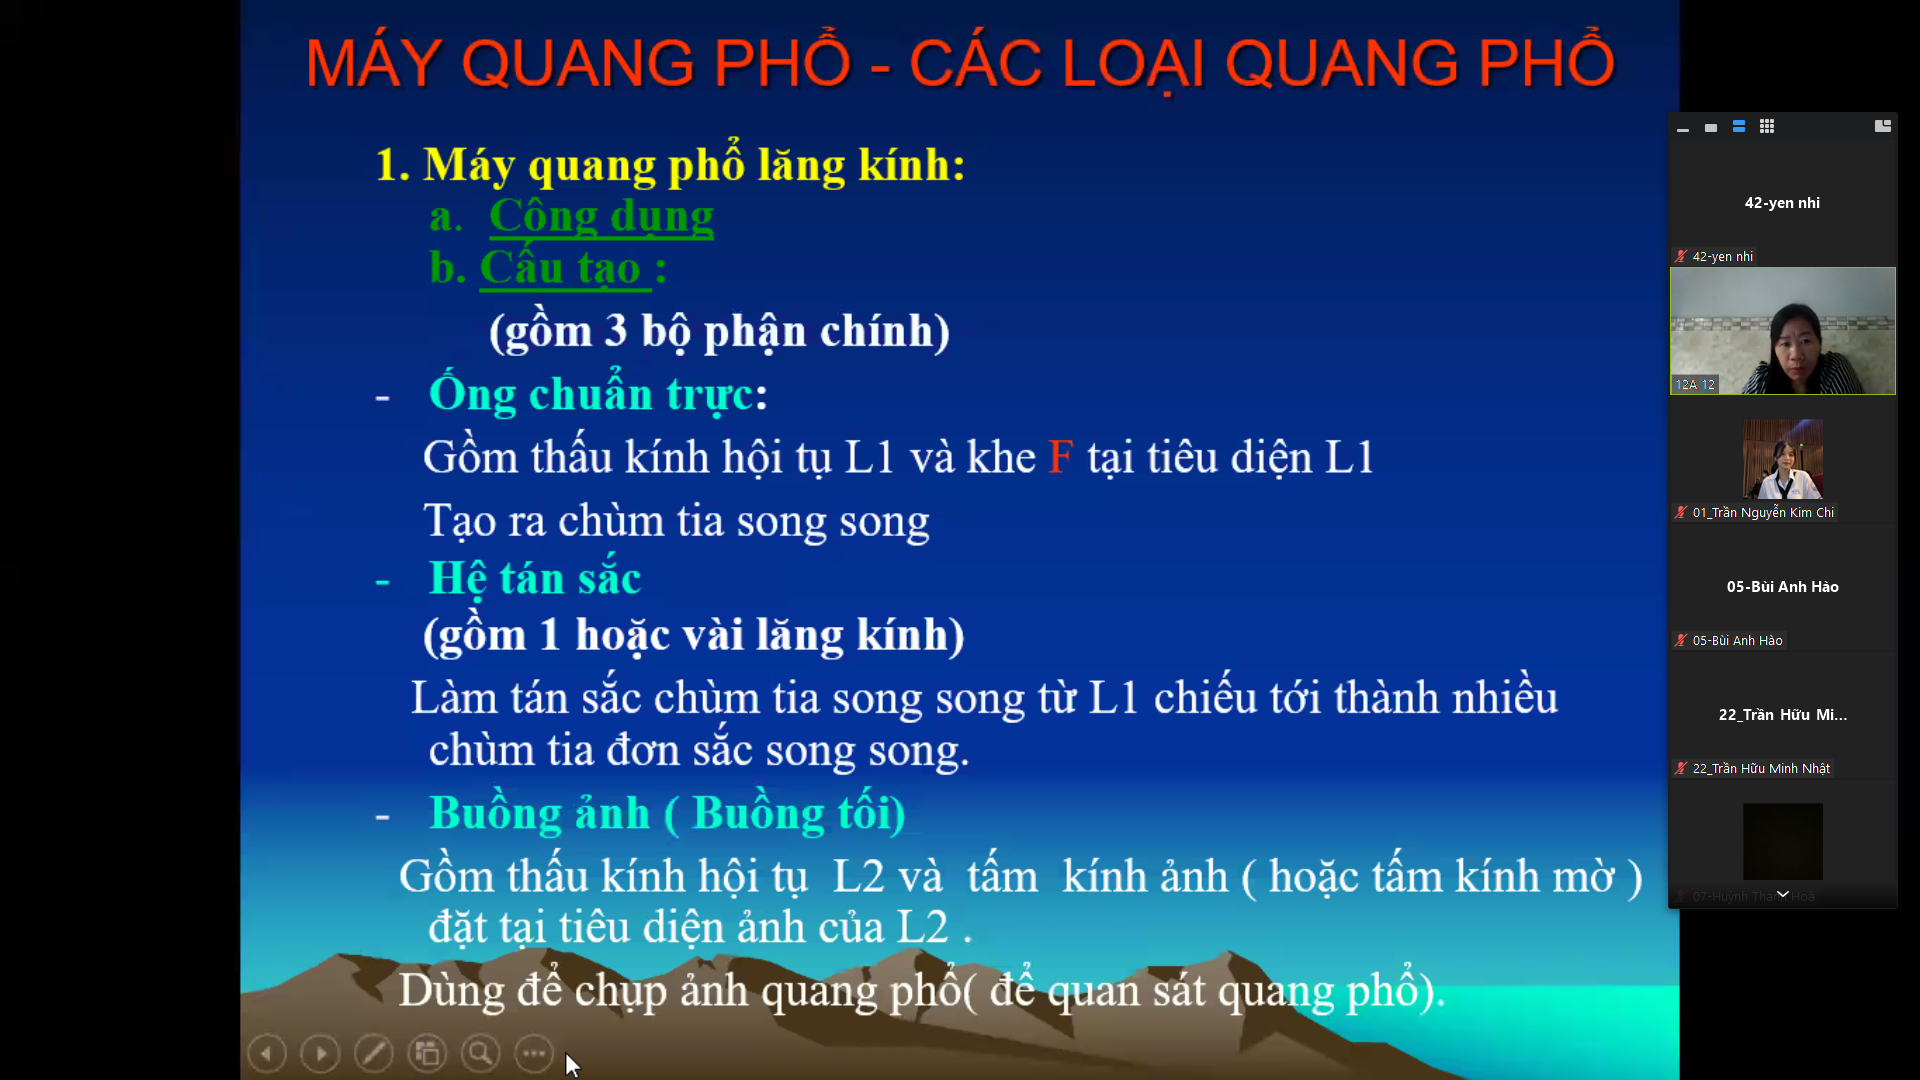 MÁY QUANG PHỔ - CÁC LOẠI QUANG PHỔ
1. Máy quang phổ lăng kính:
a. Công dụng
b. Cấu tạo :
(gồm 3 bộ phận chính)
- Ống chuẩn trực:
Gồm thấu kính hội tụ L1 và khe F tại tiêu diện L1
Tạo ra chùm tia song song
- Hệ tán sắc
(gồm 1 hoặc vài lăng kính)
Làm tán sắc chùm tia song song từ L1 chiếu tới thành nhiều
chùm tia đơn sắc song song.
- Buồng ảnh ( Buồng tối)
Gồm thấu kính hội tụ L2 và tấm kính ảnh ( hoặc tấm kính mờ )
đặt tại tiêu diện ảnh của L2 .
Dùng để chụp ảnh quang phổ( để quan sát quang phổ).
42-yen nhi
42-yen nhi
12A 12
01_Trần Nguyễn Kim Chi
05-Bùi Anh Hào
05-Bùi Anh Hào
22_Trần Hữu Mi...
22_Trần Hữu Minh Nhật
07-Huỳnh Thanh Hoà